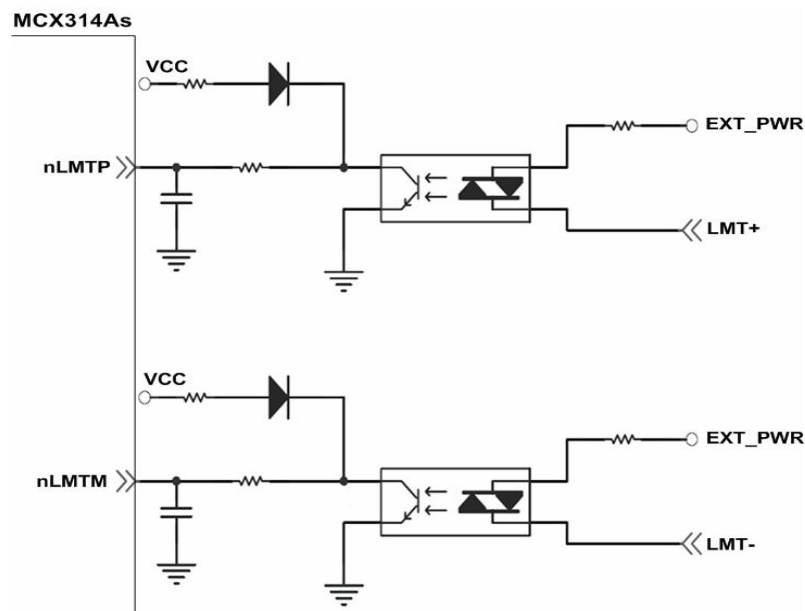 MCX314As
VCC
EXT_PWR
nLMTP
LMT+
VCC
EXT_PWR
nLMTM
LMT-